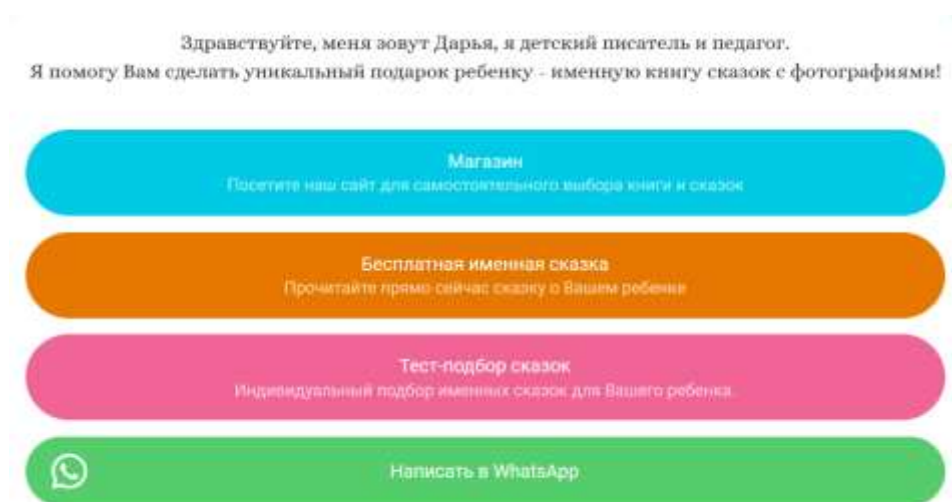 Здравствуйте, меня зовут Дарья, я детский писатель и педагог.
Я помогу Вам сделать уникальный подарок ребенку - именную книгу сказок с фотографиями!
Магазин
Посетите наш сайт для самостоятельного выбора книги и сказок
Бесплатная именная сказка
Прочитайте прямо сейчас сказку о Вашем ребенке
Тест-подбор сказок
Индивидуальный подбор именных сказок для Вашего ребенка.
Написать в WhatsApp